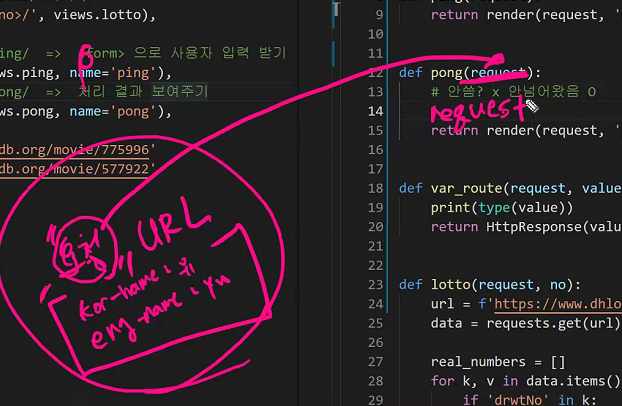 no>/', views.lotto),
ing/ => <form> 으로 사용자 입력 받기
ws.ping, name='ping'),
ong/ => 처리 결과 보여주기
ws.pong, name='pong'),
db.org/movie/775996'
db.org/movie/577922'
URL
kor-name=
eng-name=
9 return render(request, '
10
11
12 def pong(request):
13 # 안씀? x 안넘어왔음 O
14 request
15 return render(request, '
16
17
18 def var_route(request, value
19 print(type(value))
20 return HttpResponse(valu
21
22
23 def lotto(request, no):
24 url = f'https://www.dhlo
25 data = requests.get(url)
26
27 real_numbers = []
28 for k, v in data.items()
29 if 'drwtNo' in k: